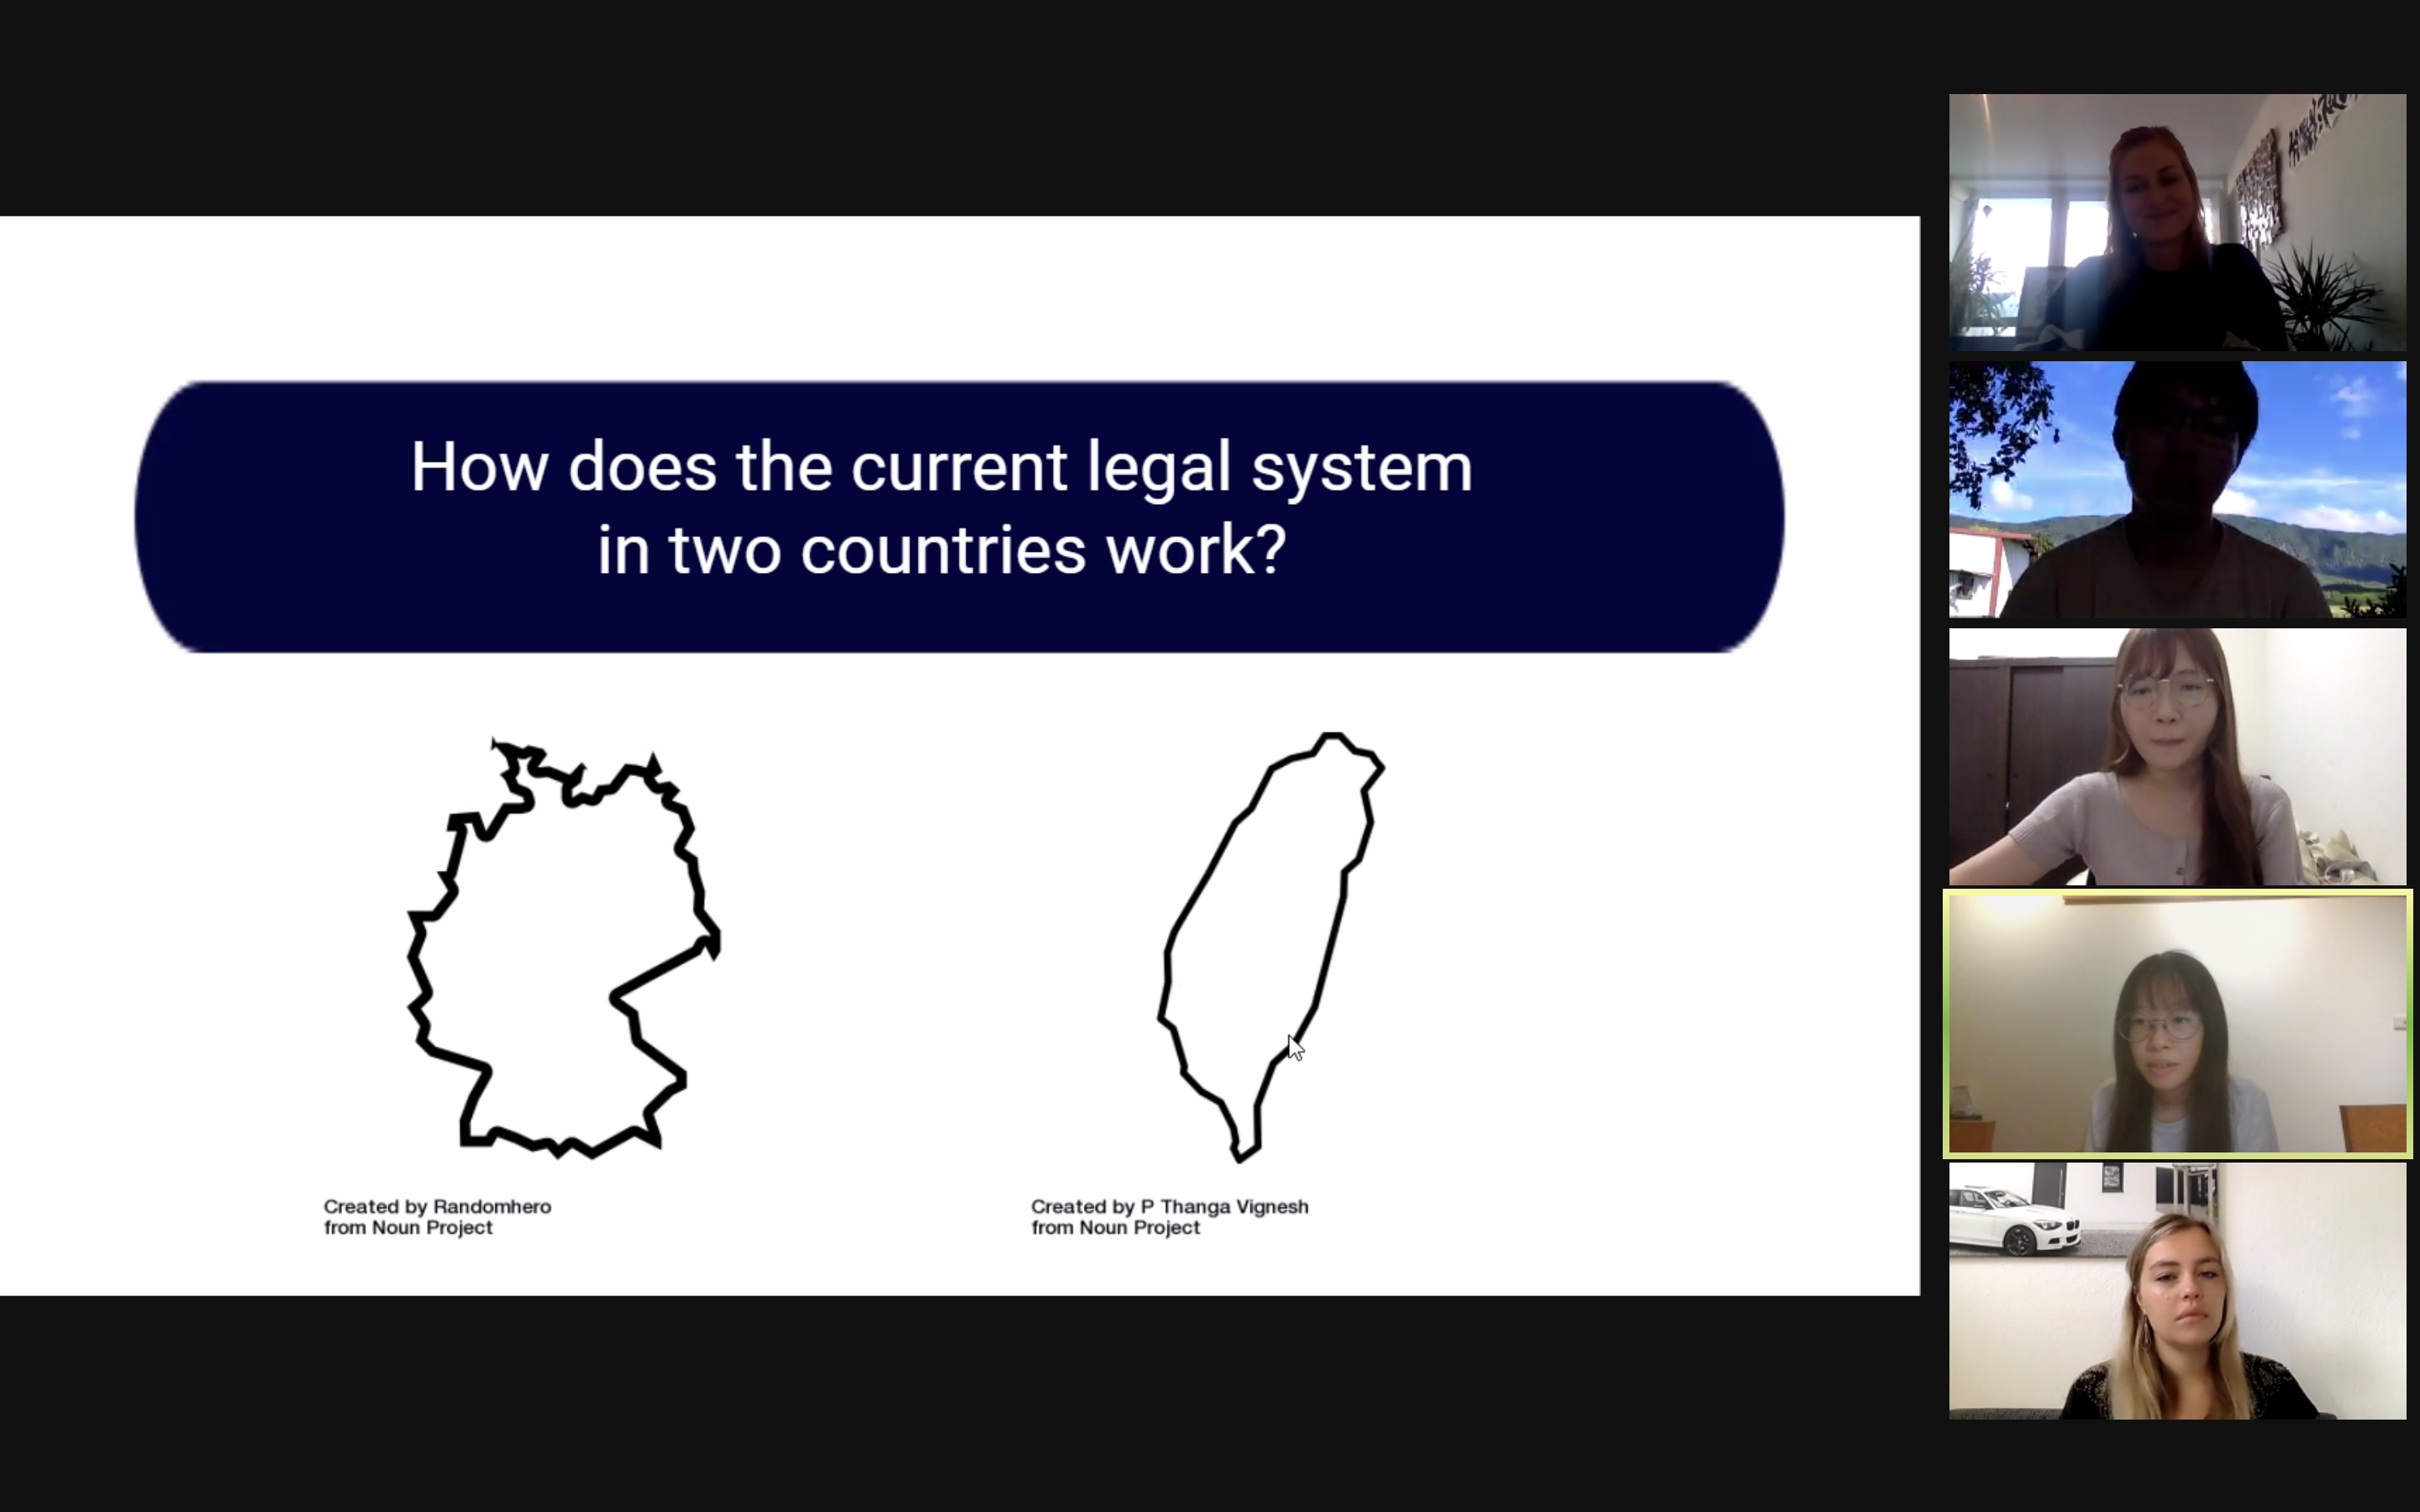 How does the current legal system
in two countries work?
Created by Randomhero
from Noun Project
Created by P Thanga Vignesh
from Noun Project